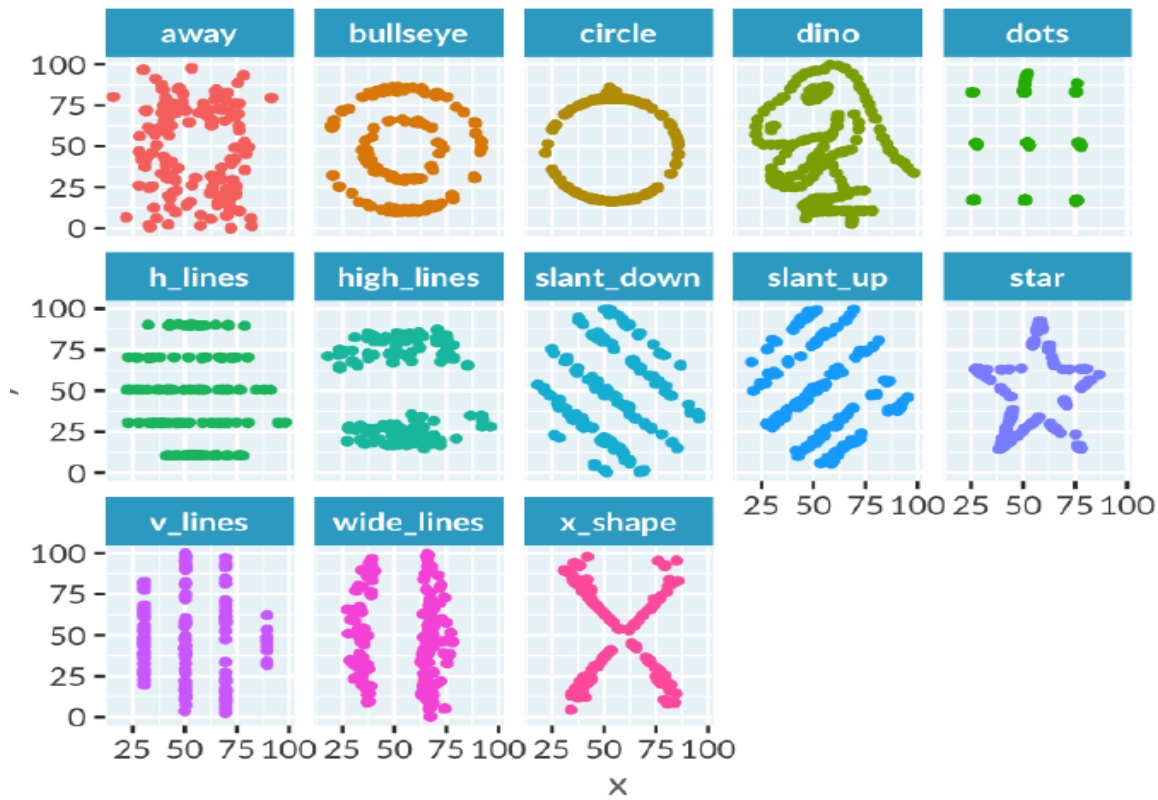 away bullseye circle dino dots
100
75
50
25
0
h_lines high_lines slant_down slant_up star
100
75
50
25
0
25 50 75 100 25 50 75 100
v_lines wide_lines x_shape
100
75
50
25
0
25 50 75 100 25 50 75 100 25 50 75 100
x